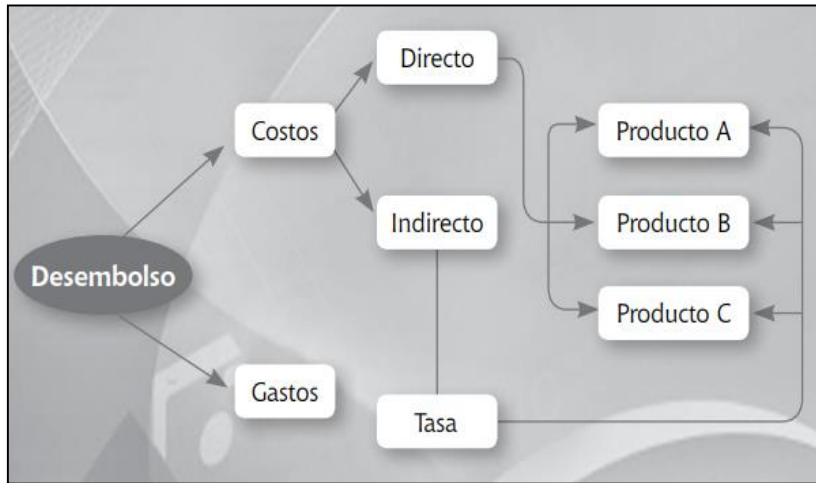 Directo
Costos
Producto A
Indirecto
Producto B
Desembolso
Producto C
Gastos
Tasa